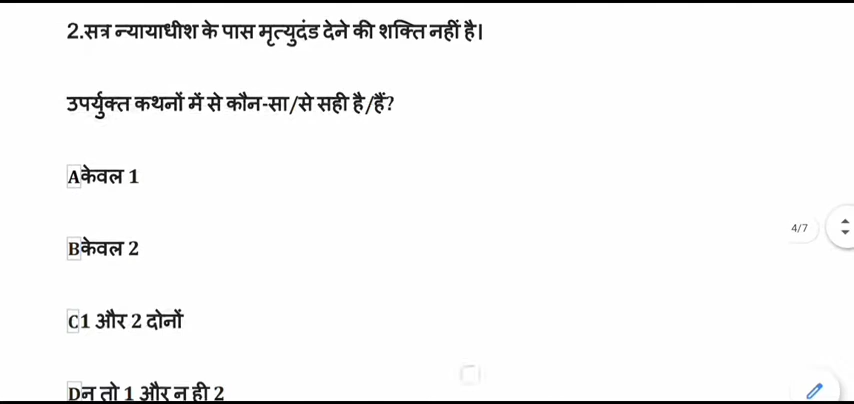 2.सत्र न्यायाधीश के पास मृत्युदंड देने की शक्ति नहीं है।
उपर्युक्त कथनों में से कौन-सा/से सही है/हैं?
Aकेवल 1
Bकेवल 2
4/7
C1 और 2 दोनों
Dन तो 1 और न ही 2